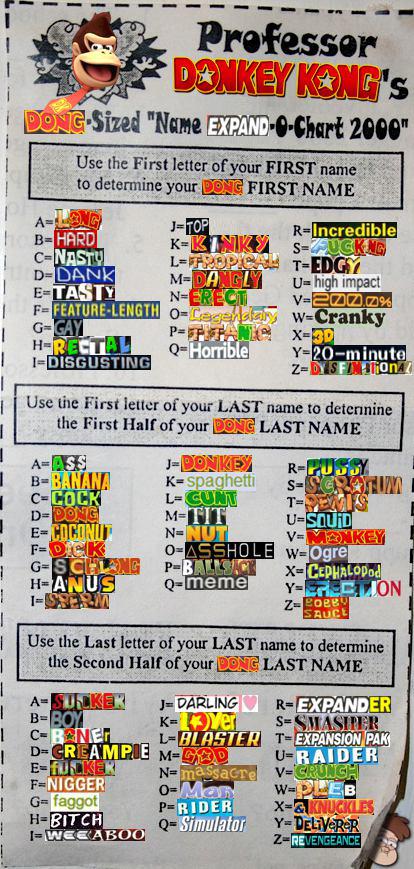 Professor
DONKEY KONG's
DONG-Sized "Name EXPAND-O-Chart 2000"
Use the First letter of your FIRST name
to determine your DONG FIRST NAME
A= LONG
B= HARD
C= NASTY
D= DANK
E= TASTY
F= FEATURE-LENGTH
G= GAY
H= RECTAL
I= DISGUSTING
J= TOP
K= KINKY
L= TROPICAL
M= DANGLY
N= ERECT
O= Legendary
P= TITANIC
Q= Horrible
R= Incredible
S= FUCKING
T= EDGY
U= high impact
V= 200.0%
W= Cranky
X= 3D
Y= 20-minute
Z= DYSFUNCTIONAL
Use the First letter of your LAST name to determine
the First Half of your DONG LAST NAME
A= ASS
B= BANANA
C= COCK
D= DONG
E= COCONUT
F= DICK
G= SCHLONG
H= ANUS
I= SPERM
J= DONKEY
K= spaghetti
L= CUNT
M= TIT
N= NUT
O= ASSHOLE
P= BALLSACK
Q= meme
R= PUSSY
S= SCROTUM
T= PENIS
U= SQUID
V= MONKEY
W= Ogre
X= CEPHALOPOD
Y= ERECTION
Z= BOBBY
SAUCE
Use the Last letter of your LAST name to determine
the Second Half of your DONG LAST NAME
A= SUCKER
B= BOY
C= BONER
D= CREAMPIE
E= FUCKER
F= NIGGER
G= faggot
H= BITCH
I= WEEABOO
J= DARLING
K= LOVER
L= BLASTER
M= GOD
N= massacre
O= Man
P= RIDER
Q= Simulator
R= EXPANDER
S= SMASHER
T= EXPANSION PAK
U= RAIDER
V= CRUNCH
W= PLEB
X= & KNUCKLES
Y= DELIVERER
Z= REVENGEANCE